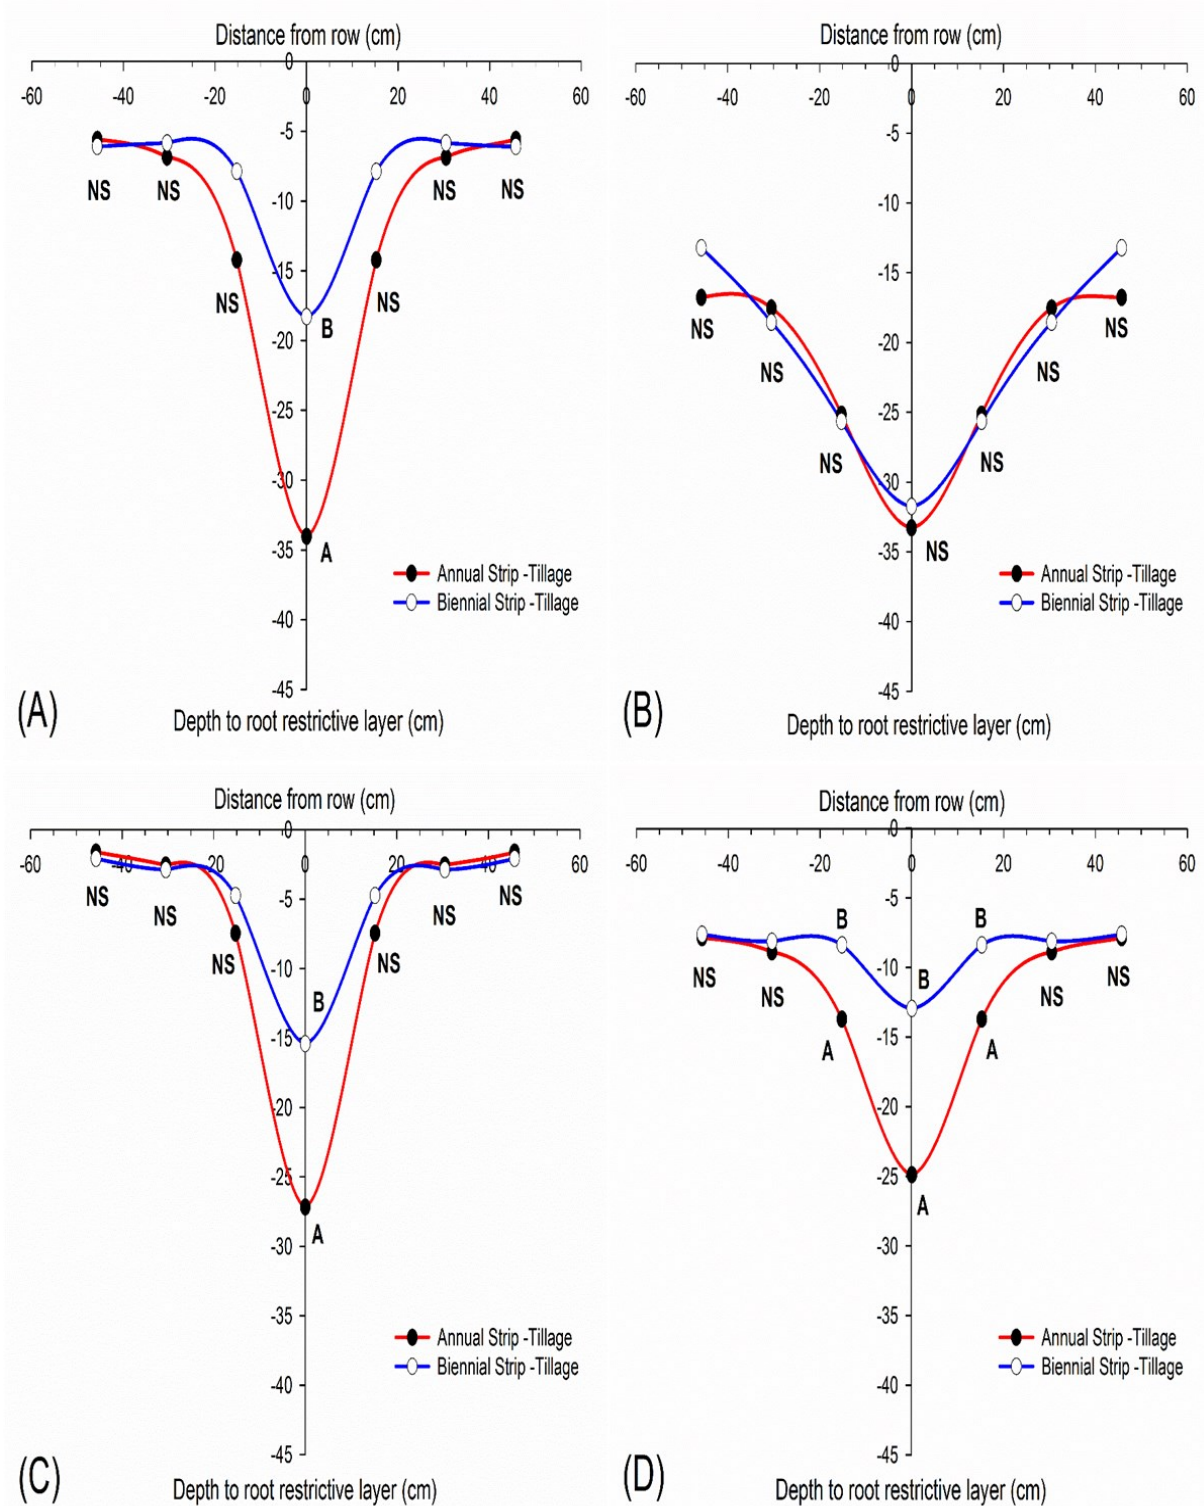 Distance from row (cm)
-60 -40 -20 0 20 40 60
-5
-10
-15
-20
-25
-30
-35
-40
-45
NS NS NS NS NS NS
B
A
Annual Strip -Tillage
Biennial Strip -Tillage
(A)
Depth to root restrictive layer (cm)
Distance from row (cm)
-60 -40 -20 0 20 40 60
-5
-10
-15
-20
-25
-30
-35
-40
-45
NS NS NS NS NS NS NS
Annual Strip -Tillage
Biennial Strip -Tillage
(B)
Depth to root restrictive layer (cm)
Distance from row (cm)
-60 -40 -20 0 20 40 60
-5
-10
-15
-20
-25
-30
-35
-40
-45
NS NS NS NS NS NS
B
A
Annual Strip -Tillage
Biennial Strip -Tillage
(C)
Depth to root restrictive layer (cm)
Distance from row (cm)
-60 -40 -20 0 20 40 60
-5
-10
-15
-20
-25
-30
-35
-40
-45
B B
B
NS NS NS NS
A A
A
Annual Strip -Tillage
Biennial Strip -Tillage
(D)
Depth to root restrictive layer (cm)